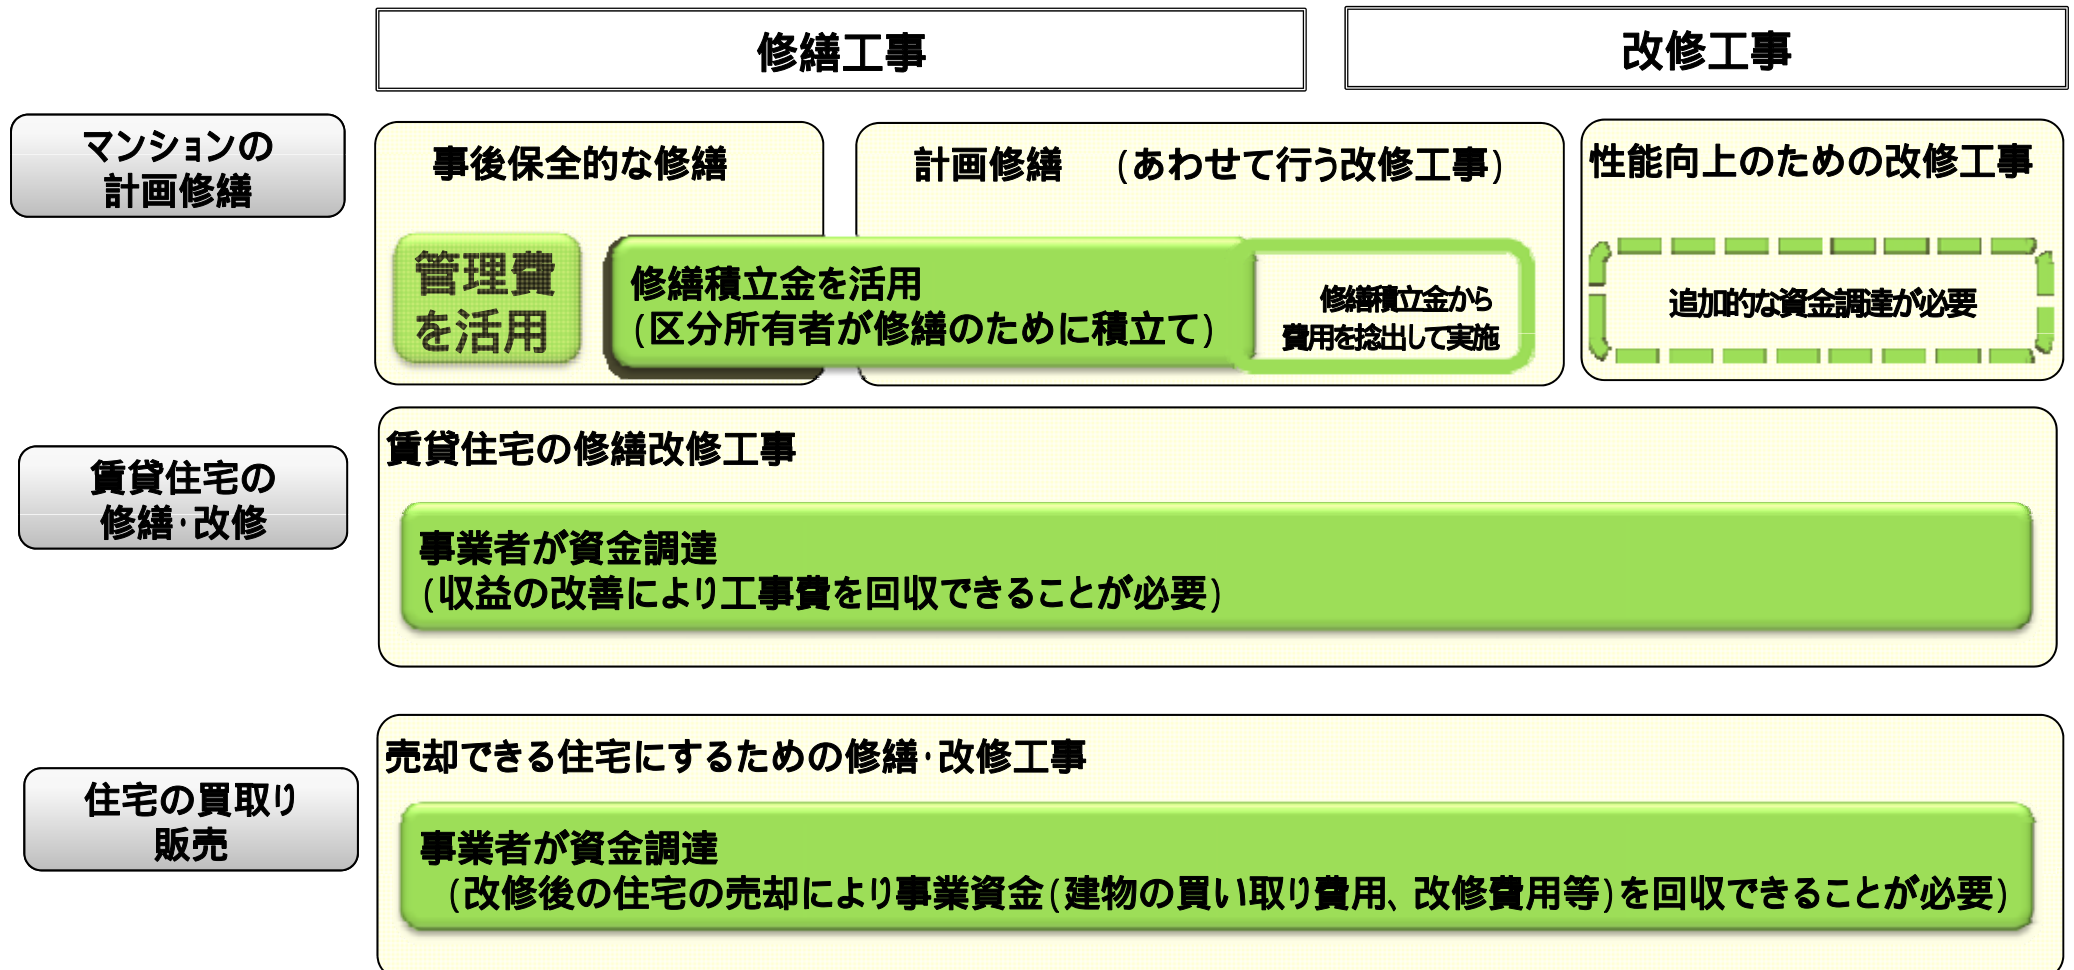 修繕工事
改修工事
マンションの
計画修繕
事後保全的な修繕
計画修繕 (あわせて行う改修工事)
性能向上のための改修工事
管理費
を活用
修繕積立金を活用
(区分所有者が修繕のために積立て)
修繕積立金から
費用を捻出して実施
追加的な資金調達が必要
賃貸住宅の
修繕・改修
賃貸住宅の修繕改修工事
事業者が資金調達
(収益の改善により工事費を回収できることが必要)
住宅の買取り
販売
売却できる住宅にするための修繕・改修工事
事業者が資金調達
(改修後の住宅の売却により事業資金(建物の買い取り費用、改修費用等)を回収できることが必要)